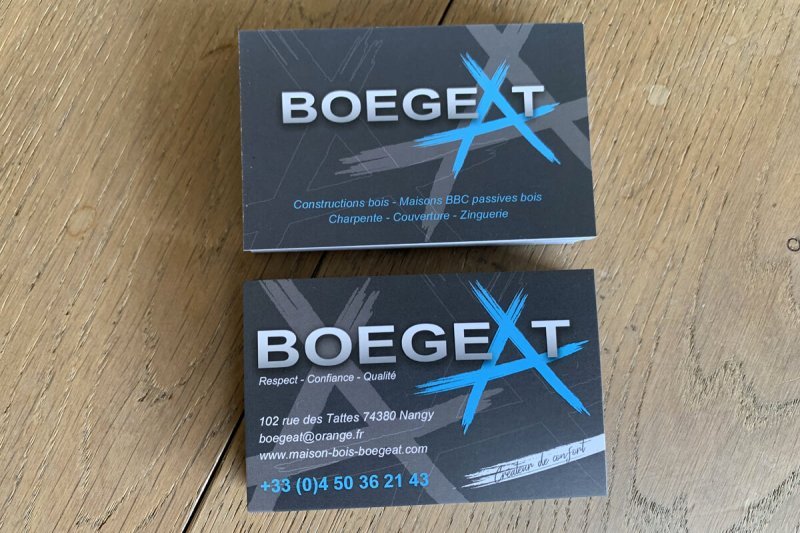 BOEGEAT
Constructions bois - Maisons BBC passives bois
Charpente - Couverture - Zinguerie
BOEGEAT
Respect - Confiance - Qualité
102 rue des Tattes 74380 Nangy
boegeat@orange.fr
www.maison-bois-boegeat.com
Créateur de confort
+33 (0)4 50 36 21 43